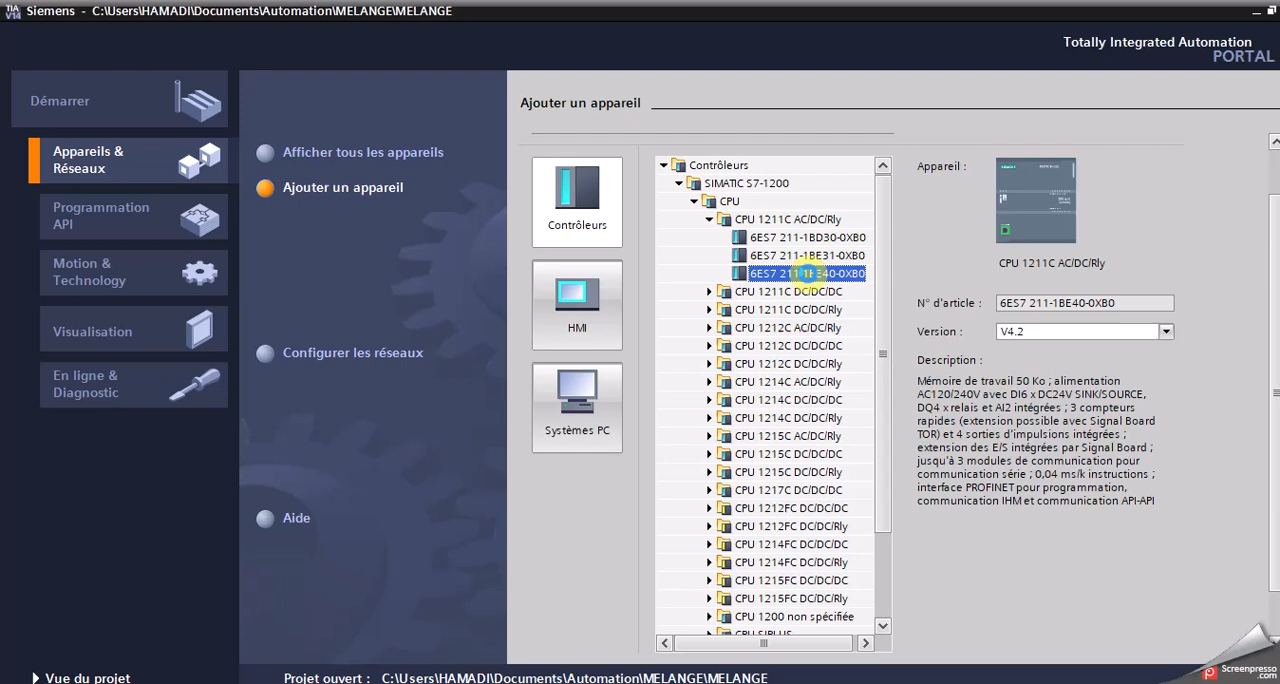 TIA V14 Siemens - C:\Users\HAMADI\Documents\Automation\MELANGE\MELANGE
Totally Integrated Automation
PORTAL
Démarrer
Appareils &
Réseaux
Programmation
API
Motion &
Technology
Visualisation
En ligne &
Diagnostic
Vue du projet
Afficher tous les appareils
Ajouter un appareil
Configurer les réseaux
Aide
Ajouter un appareil
Contrôleurs
HMI
Systèmes PC
Contrôleurs
SIMATIC S7-1200
CPU
CPU 1211C AC/DC/Rly
6ES7 211-1BD30-0XB0
6ES7 211-1BE31-0XB0
6ES7 211-1BE40-0XB0
CPU 1211C DC/DC/DC
CPU 1211C DC/DC/Rly
CPU 1212C AC/DC/Rly
CPU 1212C DC/DC/DC
CPU 1212C DC/DC/Rly
CPU 1214C AC/DC/Rly
CPU 1214C DC/DC/DC
CPU 1214C DC/DC/Rly
CPU 1215C AC/DC/Rly
CPU 1215C DC/DC/DC
CPU 1215C DC/DC/Rly
CPU 1217C DC/DC/DC
CPU 1212FC DC/DC/DC
CPU 1212FC DC/DC/Rly
CPU 1214FC DC/DC/DC
CPU 1214FC DC/DC/Rly
CPU 1215FC DC/DC/DC
CPU 1215FC DC/DC/Rly
CPU 1200 non spécifiée
CPU SIPLUS
Appareil :
CPU 1211C AC/DC/Rly
N° d'article : 6ES7 211-1BE40-0XB0
Version : V4.2
Description :
Mémoire de travail 50 Ko ; alimentation
AC120/240V avec DI6 x DC24V SINK/SOURCE,
DQ4 x relais et AI2 intégrées ; 3 compteurs
rapides (extension possible avec Signal Board
TOR) et 4 sorties d'impulsions intégrées ;
extension des E/S intégrées par Signal Board ;
jusqu'à 3 modules de communication pour
communication série ; 0,04 ms/k instructions ;
interface PROFINET pour programmation,
communication IHM et communication API-API
Projet ouvert : C:\Users\HAMADI\Documents\Automation\MELANGE\MELANGE
Screenpresso
.com